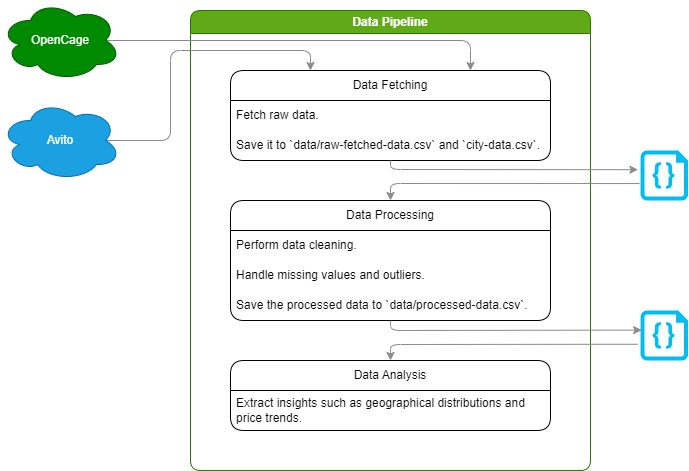 Data Pipeline
OpenCage
Avito
Data Fetching
Fetch raw data.
Save it to `data/raw-fetched-data.csv` and `city-data.csv`.
{}
Data Processing
Perform data cleaning.
Handle missing values and outliers.
Save the processed data to `data/processed-data.csv`.
{}
Data Analysis
Extract insights such as geographical distributions and
price trends.